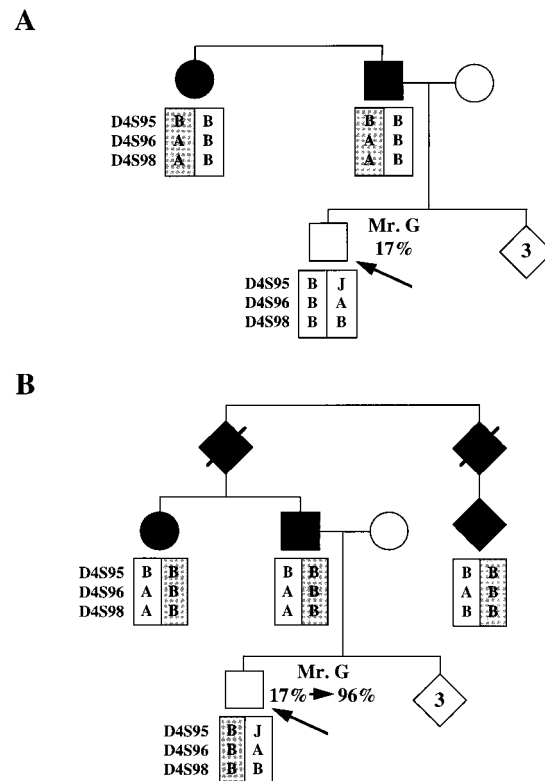 A
D4S95 B B B B
D4S96 A B A B
D4S98 A B A B
Mr. G
17%
3
D4S95 B J
D4S96 B A
D4S98 B B
B
D4S95 B B B B B B
D4S96 A B A B A B
D4S98 A B A B B B
Mr. G
17% 96%
3
D4S95 B J
D4S96 B A
D4S98 B B